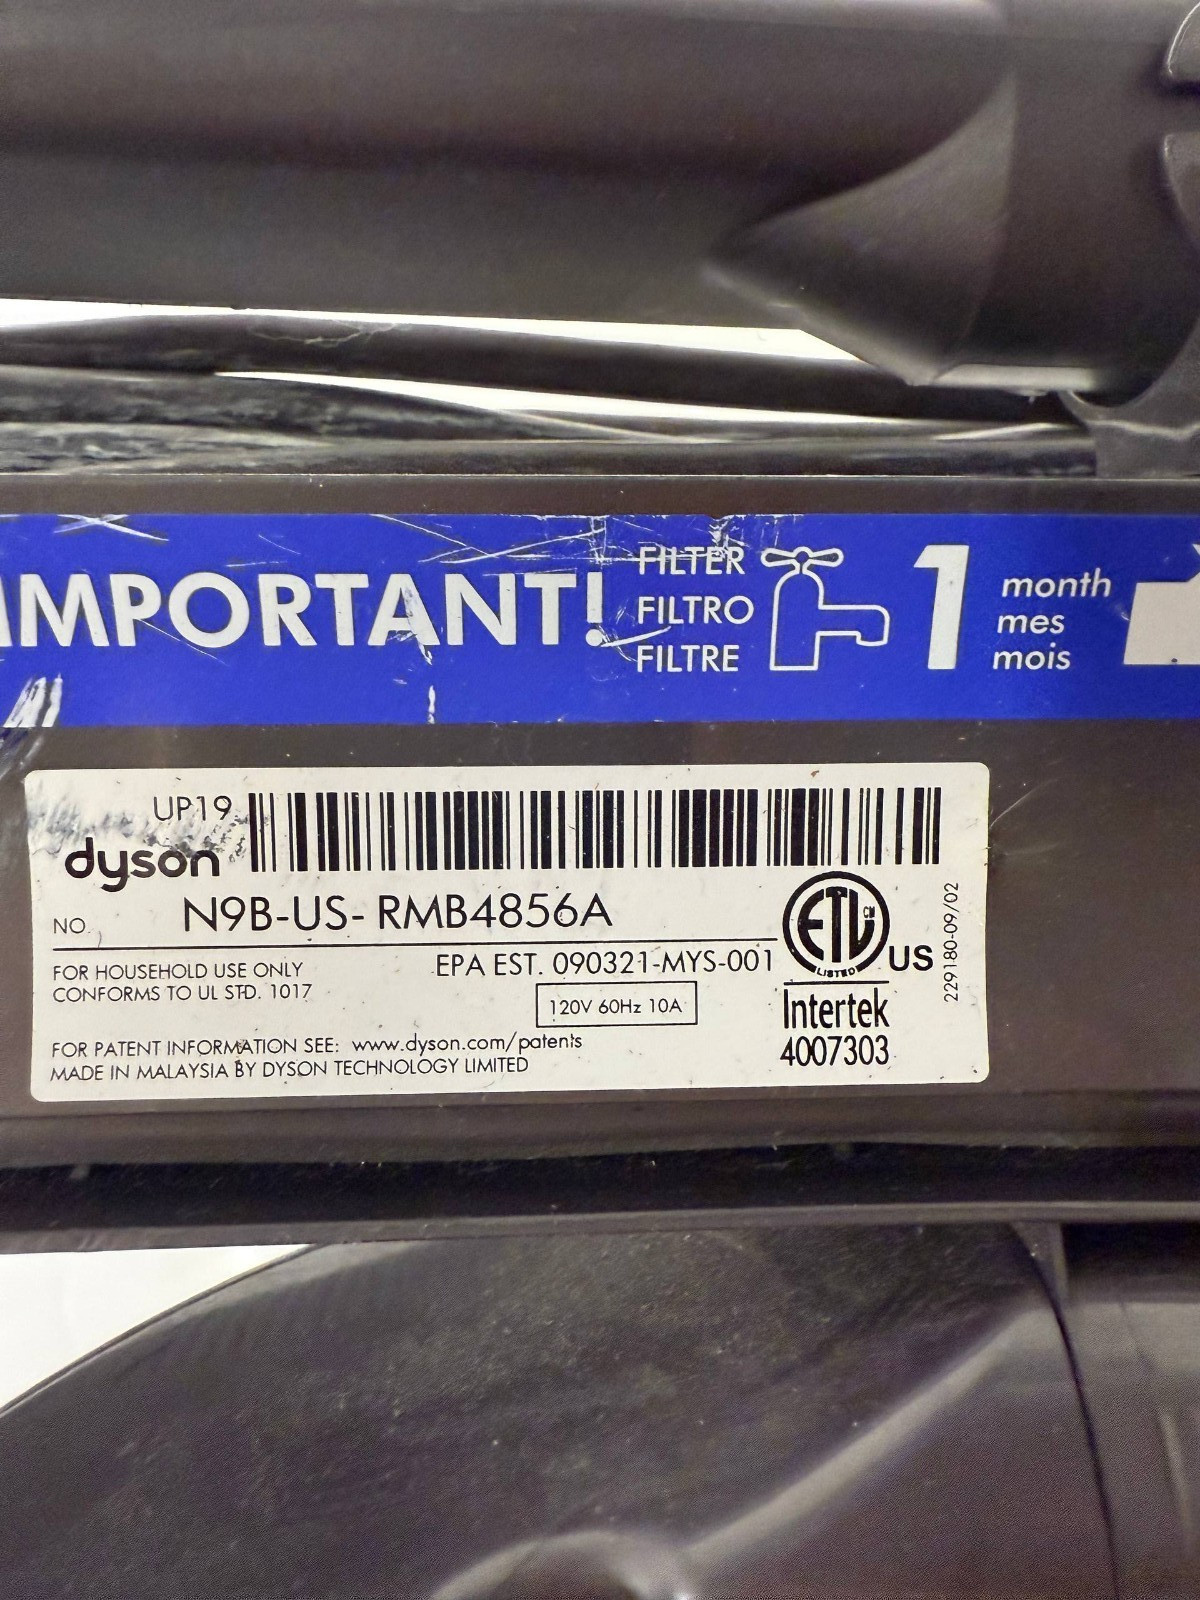 IMPORTANT!
FILTER
FILTRO
FILTRE
1
month
mes
mois
UP19
dyson
NO. N9B-US-RMB4856A
FOR HOUSEHOLD USE ONLY
CONFORMS TO UL STD. 1017
EPA EST. 090321-MYS-001
120V 60Hz 10A
FOR PATENT INFORMATION SEE: www.dyson.com/patents
MADE IN MALAYSIA BY DYSON TECHNOLOGY LIMITED
ETL
CM
LISTED
US
Intertek
4007303
229180-09/02